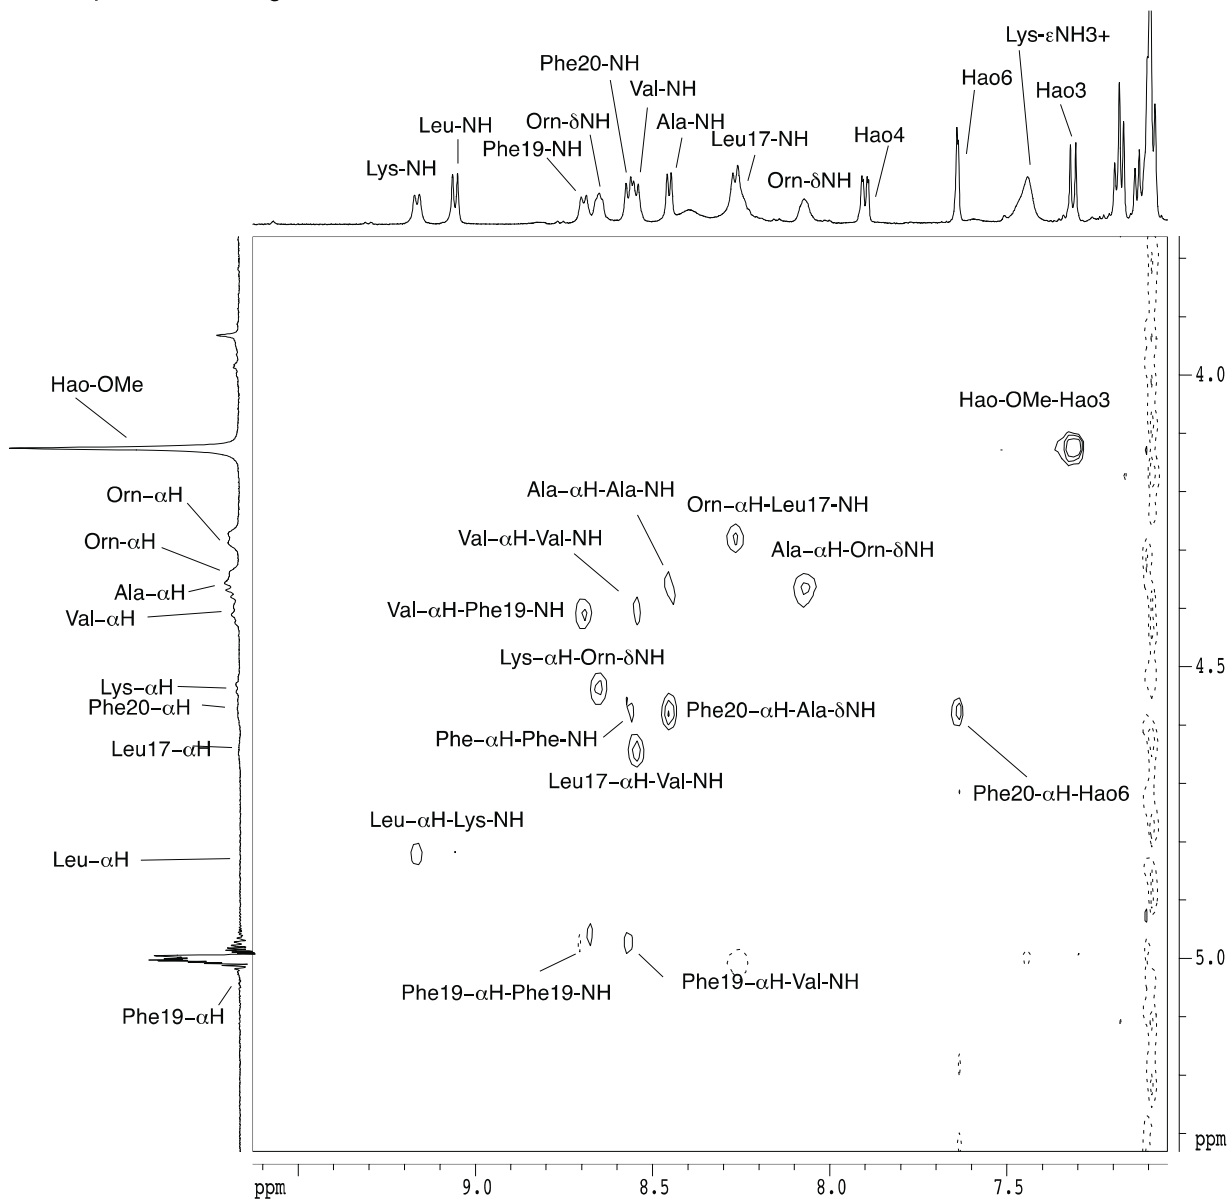 Lys-εNH3+
Phe20-NH
Hao6
Val-NH
Hao3
Orn-δNH
Ala-NH
Leu-NH
Leu17-NH
Hao4
Phe19-NH
Lys-NH
Orn-δNH
Hao-OMe
4.0
Hao-OMe-Hao3
Orn-αH
Ala-αH-Ala-NH
Orn-αH-Leu17-NH
Orn-αH
Val-αH-Val-NH
Ala-αH-Orn-δNH
Ala-αH
Val-αH
Val-αH-Phe19-NH
Lys-αH-Orn-δNH
4.5
Lys-αH
Phe20-αH
Phe20-αH-Ala-δNH
Phe-αH-Phe-NH
Leu17-αH
Leu17-αH-Val-NH
Phe20-αH-Hao6
Leu-αH-Lys-NH
Leu-αH
5.0
Phe19-αH-Val-NH
Phe19-αH-Phe19-NH
Phe19-αH
ppm
ppm 9.0 8.5 8.0 7.5